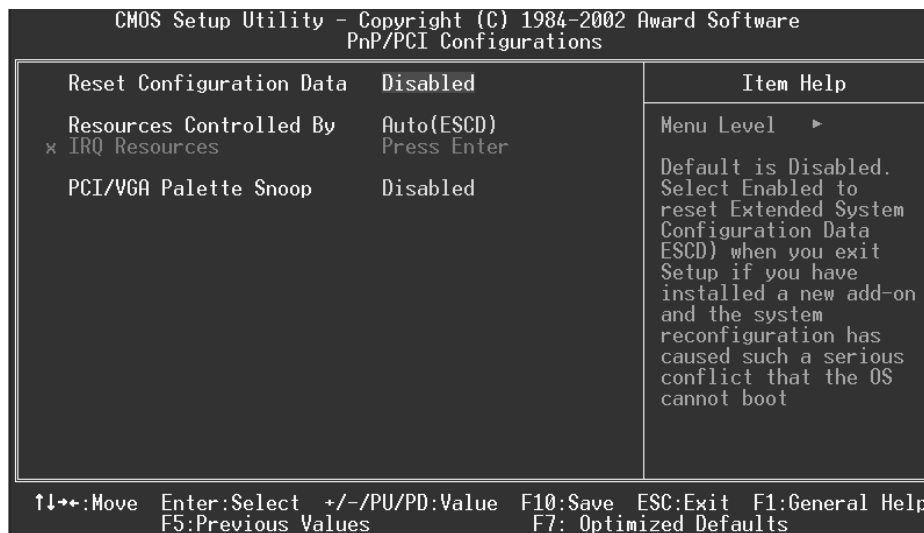 CMOS Setup Utility – Copyright (C) 1984-2002 Award Software
PnP/PCI Configurations
Reset Configuration Data Disabled
Resources Controlled By Auto(ESCD)
x IRQ Resources Press Enter
PCI/VGA Palette Snoop Disabled
Item Help
Menu Level ►
Default is Disabled.
Select Enabled to
reset Extended System
Configuration Data
ESCD) when you exit
Setup if you have
installed a new add-on
and the system
reconfiguration has
caused such a serious
conflict that the OS
cannot boot
↑↓→←:Move Enter:Select +/-/PU/PD:Value F10:Save ESC:Exit F1:General Help
F5:Previous Values F7: Optimized Defaults